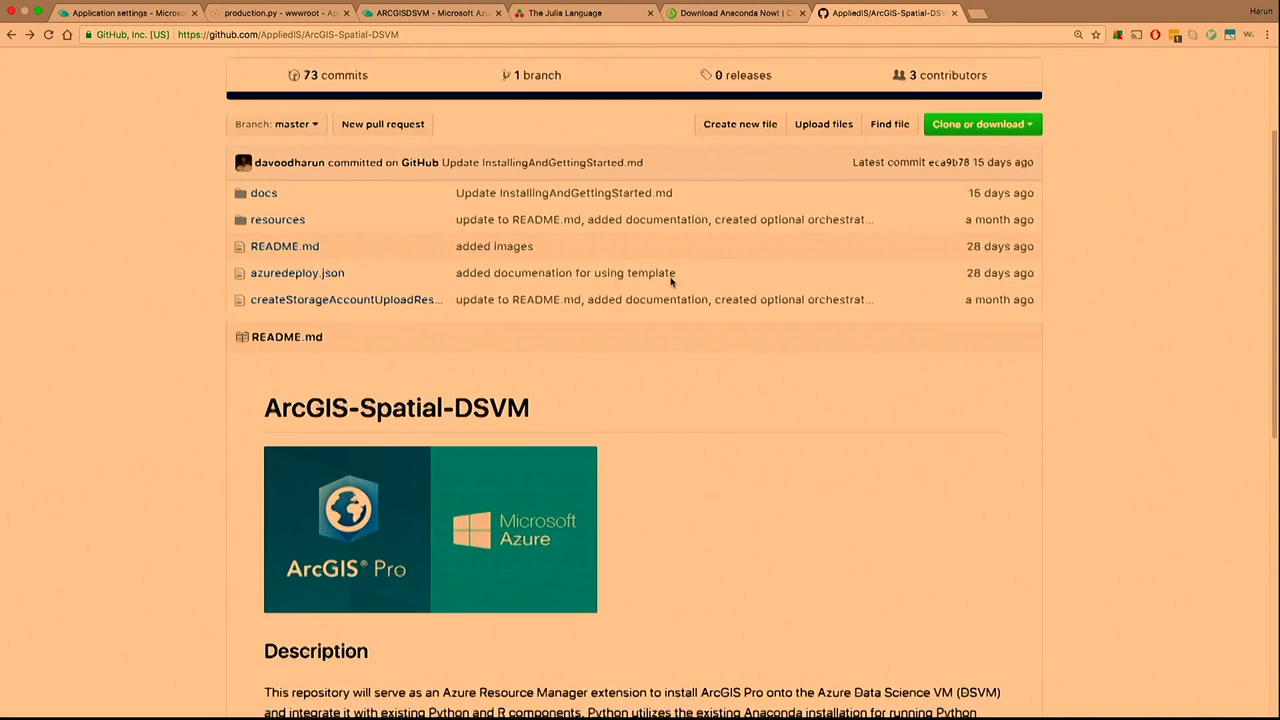 Application settings - Micros
production.py - wwwroot - Ap
ARCGISDSVM - Microsoft Azu
The Julia Language
Download Anaconda Now! | C
AppliedIS/ArcGIS-Spatial-DSV
Harun
GitHub, Inc. [US] https://github.com/AppliedIS/ArcGIS-Spatial-DSVM
73 commits 1 branch 0 releases 3 contributors
Branch: master New pull request Create new file Upload files Find file Clone or download
davoodharun committed on GitHub Update InstallingAndGettingStarted.md Latest commit eca9b78 15 days ago
docs Update InstallingAndGettingStarted.md 15 days ago
resources update to README.md, added documentation, created optional orchestrat... a month ago
README.md added images 28 days ago
azuredeploy.json added documenation for using template 28 days ago
createStorageAccountUploadRes... update to README.md, added documentation, created optional orchestrat... a month ago
README.md
ArcGIS-Spatial-DSVM
ArcGIS® Pro
Microsoft
Azure
Description
This repository will serve as an Azure Resource Manager extension to install ArcGIS Pro onto the Azure Data Science VM (DSVM)
and integrate it with existing Python and R components. Python utilizes the existing Anaconda installation for running Python